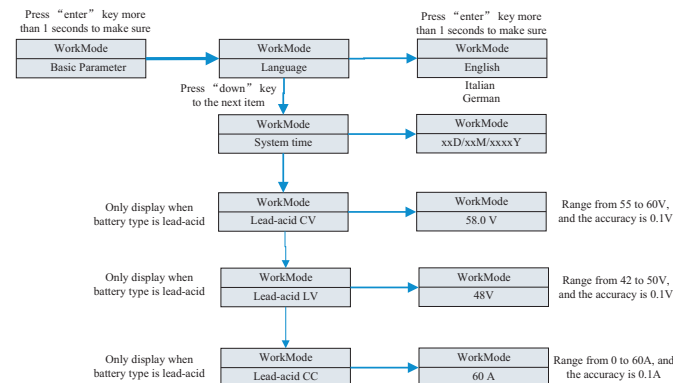 Press “enter” key more
than 1 seconds to make sure
Press “enter” key more
than 1 seconds to make sure
WorkMode
Basic Parameter
WorkMode
Language
WorkMode
English
Italian
German
Press “down” key
to the next item
WorkMode
System time
WorkMode
xxD/xxM/xxxxY
Only display when
battery type is lead-acid
WorkMode
Lead-acid CV
WorkMode
58.0 V
Range from 55 to 60V,
and the accuracy is 0.1V
Only display when
battery type is lead-acid
WorkMode
Lead-acid LV
WorkMode
48V
Range from 42 to 50V,
and the accuracy is 0.1V
Only display when
battery type is lead-acid
WorkMode
Lead-acid CC
WorkMode
60 A
Range from 0 to 60A, and
the accuracy is 0.1A